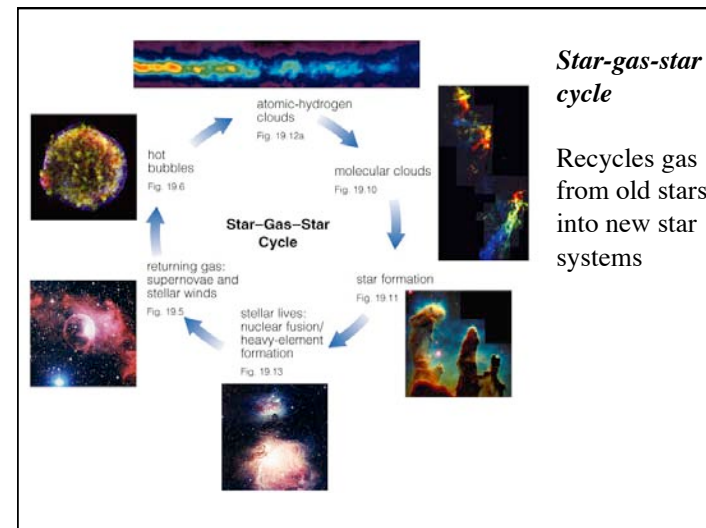 Star-gas-star
cycle
Recycles gas
from old stars
into new star
systems
atomic-hydrogen
clouds
Fig. 19.12a
molecular clouds
Fig. 19.10
star formation
Fig. 19.11
stellar lives:
nuclear fusion/
heavy-element
formation
Fig. 19.13
returning gas:
supernovae and
stellar winds
Fig. 19.5
hot
bubbles
Fig. 19.6
Star–Gas–Star
Cycle